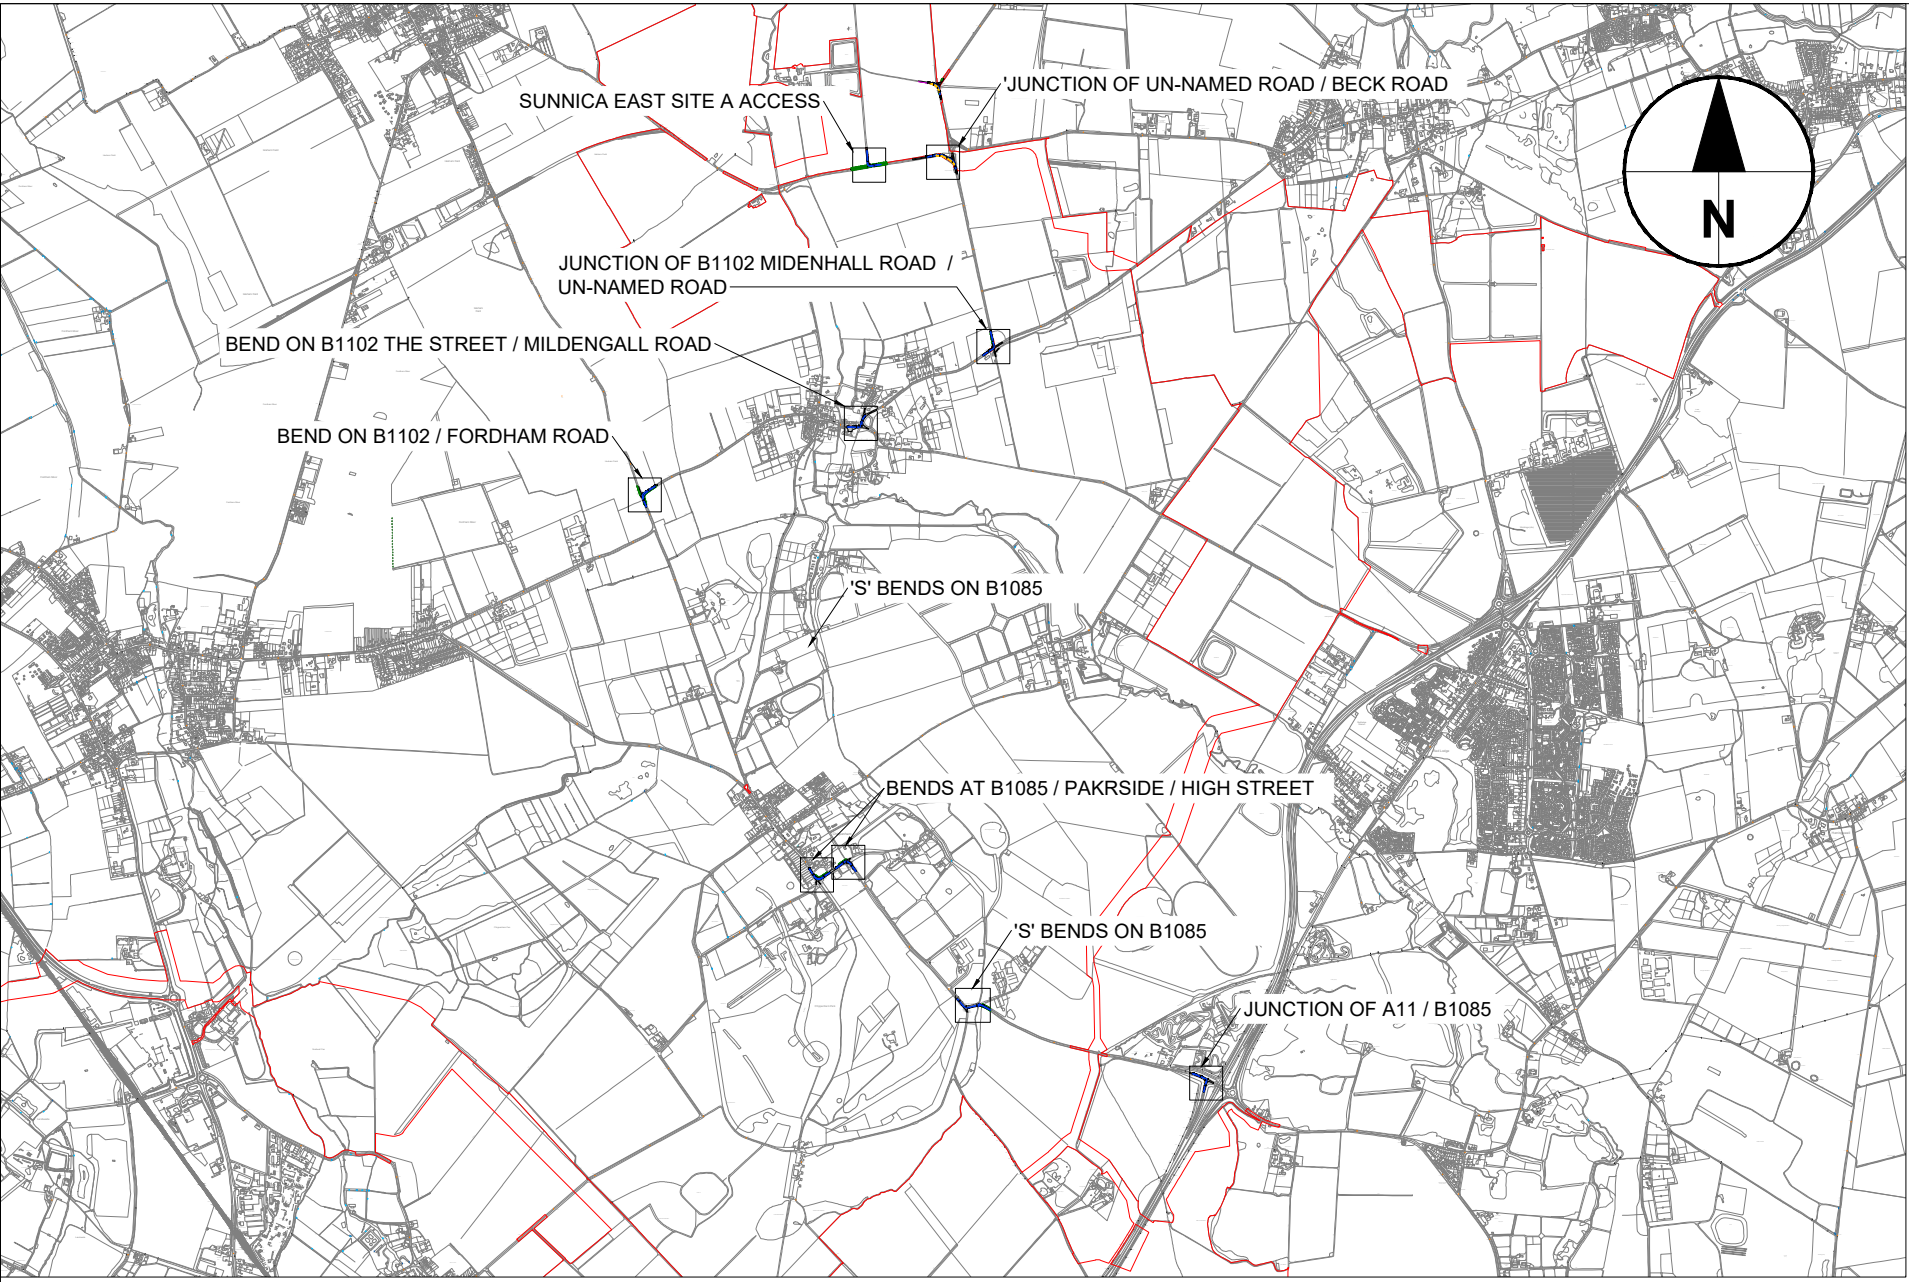 'JUNCTION OF UN-NAMED ROAD / BECK ROAD
SUNNICA EAST SITE A ACCESS
N
JUNCTION OF B1102 MIDENHALL ROAD /
UN-NAMED ROAD
BEND ON B1102 THE STREET / MILDENGALL ROAD
BEND ON B1102 / FORDHAM ROAD
'S' BENDS ON B1085
BENDS AT B1085 / PAKRSIDE / HIGH STREET
'S' BENDS ON B1085
JUNCTION OF A11 / B1085